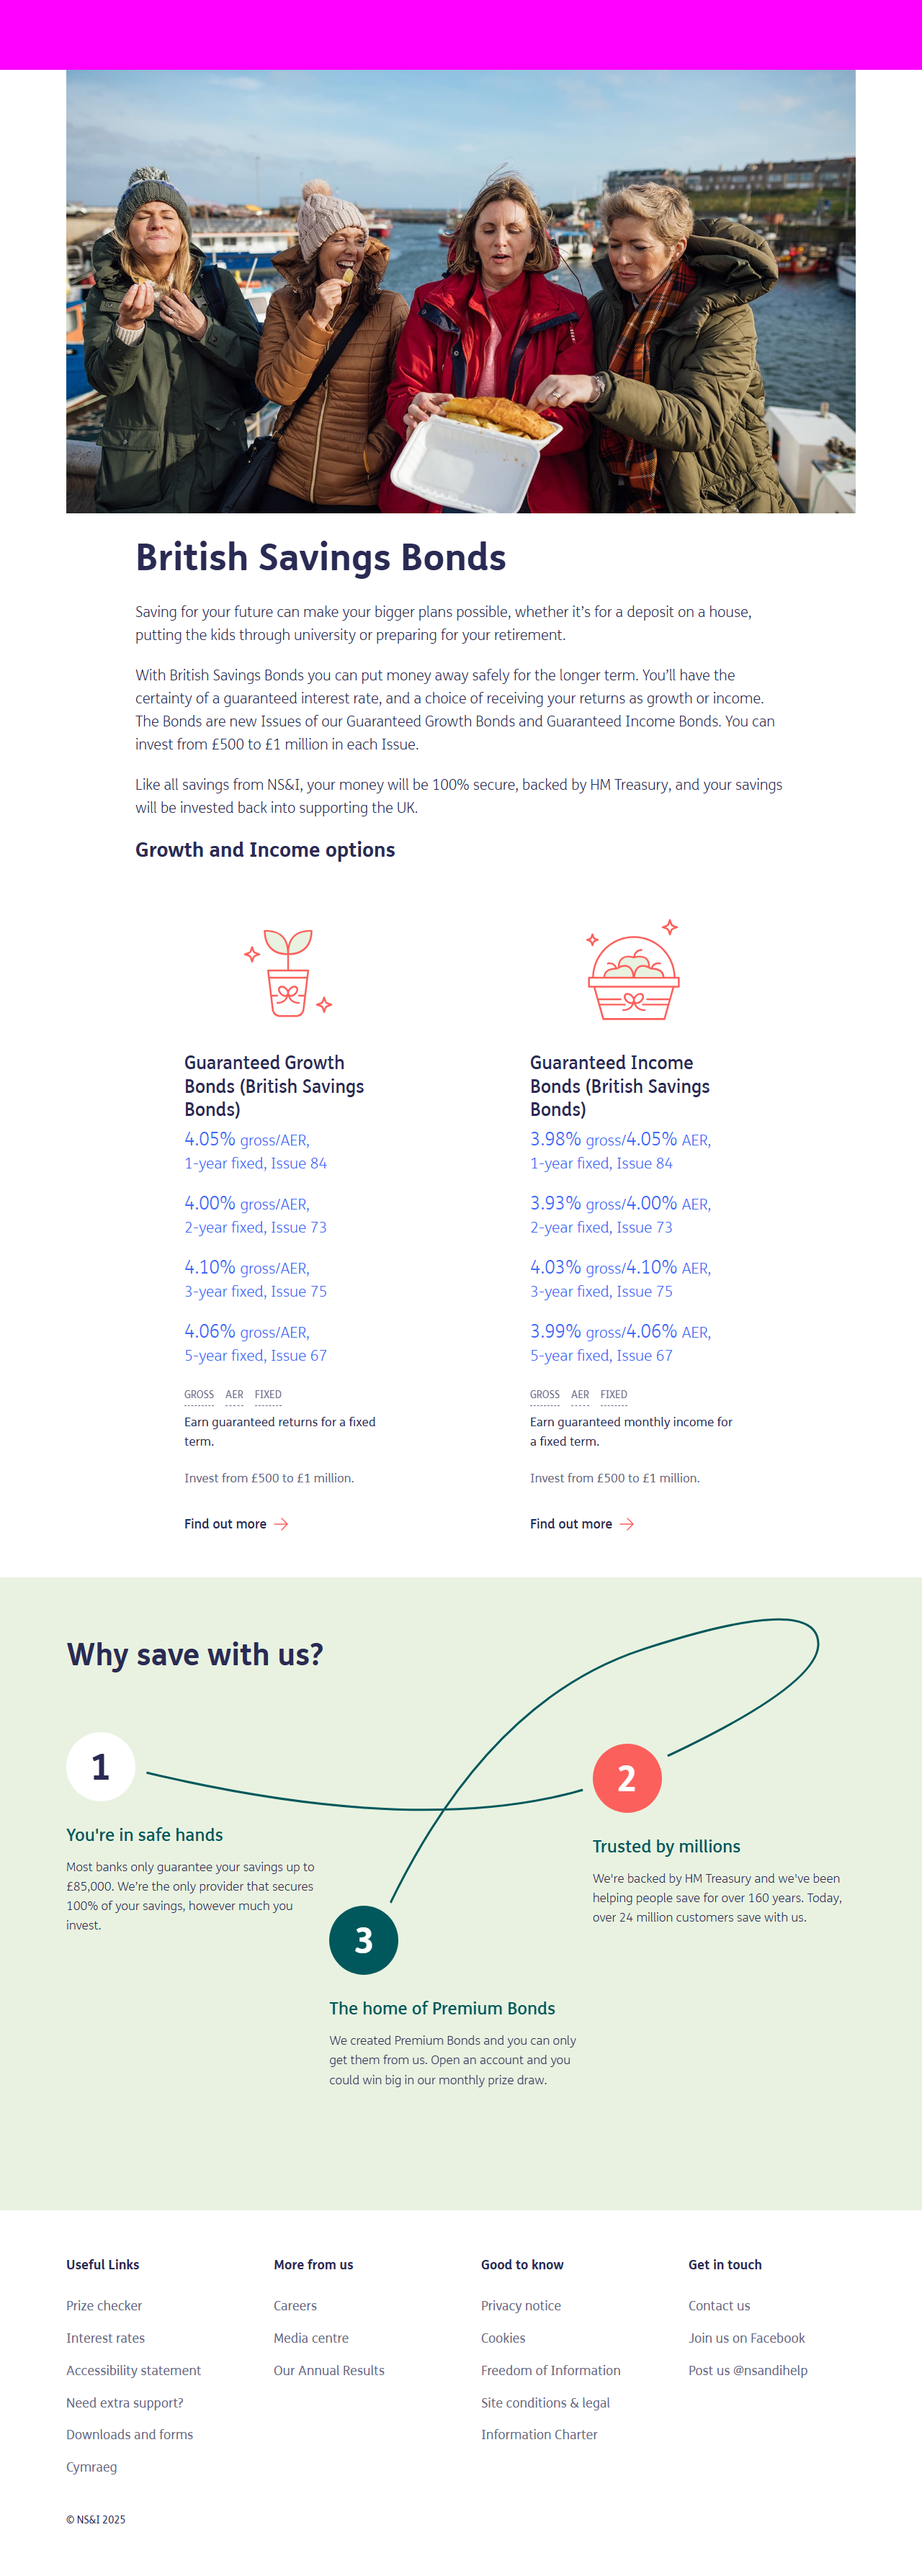 British Savings Bonds
Saving for your future can make your bigger plans possible, whether it’s for a deposit on a house,
putting the kids through university or preparing for your retirement.
With British Savings Bonds you can put money away safely for the longer term. You’ll have the
certainty of a guaranteed interest rate, and a choice of receiving your returns as growth or income.
The Bonds are new Issues of our Guaranteed Growth Bonds and Guaranteed Income Bonds. You can
invest from £500 to £1 million in each Issue.
Like all savings from NS&I, your money will be 100% secure, backed by HM Treasury, and your savings
will be invested back into supporting the UK.
Growth and Income options
Guaranteed Growth
Bonds (British Savings
Bonds)
4.05% gross/AER,
1-year fixed, Issue 84
4.00% gross/AER,
2-year fixed, Issue 73
4.10% gross/AER,
3-year fixed, Issue 75
4.06% gross/AER,
5-year fixed, Issue 67
GROSS AER FIXED
Earn guaranteed returns for a fixed
term.
Invest from £500 to £1 million.
Find out more
Guaranteed Income
Bonds (British Savings
Bonds)
3.98% gross/4.05% AER,
1-year fixed, Issue 84
3.93% gross/4.00% AER,
2-year fixed, Issue 73
4.03% gross/4.10% AER,
3-year fixed, Issue 75
3.99% gross/4.06% AER,
5-year fixed, Issue 67
GROSS AER FIXED
Earn guaranteed monthly income for
a fixed term.
Invest from £500 to £1 million.
Find out more
Why save with us?
1
You're in safe hands
Most banks only guarantee your savings up to
£85,000. We’re the only provider that secures
100% of your savings, however much you
invest.
2
Trusted by millions
We're backed by HM Treasury and we've been
helping people save for over 160 years. Today,
over 24 million customers save with us.
3
The home of Premium Bonds
We created Premium Bonds and you can only
get them from us. Open an account and you
could win big in our monthly prize draw.
Useful Links
Prize checker
Interest rates
Accessibility statement
Need extra support?
Downloads and forms
Cymraeg
More from us
Careers
Media centre
Our Annual Results
Good to know
Privacy notice
Cookies
Freedom of Information
Site conditions & legal
Information Charter
Get in touch
Contact us
Join us on Facebook
Post us @nsandihelp
© NS&I 2025